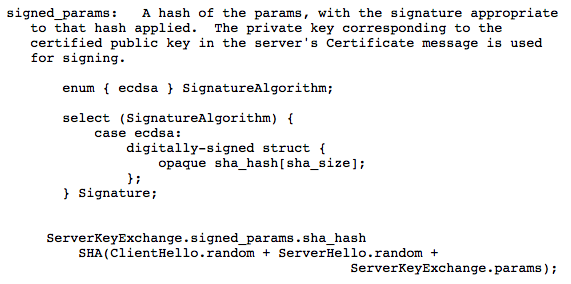 signed_params:   A hash of the params, with the signature appropriate
to that hash applied.  The private key corresponding to the
certified public key in the server's Certificate message is used
for signing.
enum { ecdsa } SignatureAlgorithm;
select (SignatureAlgorithm) {
case ecdsa:
digitally-signed struct {
opaque sha_hash[sha_size];
};
} Signature;
ServerKeyExchange.signed_params.sha_hash
SHA(ClientHello.random + ServerHello.random +
ServerKeyExchange.params);